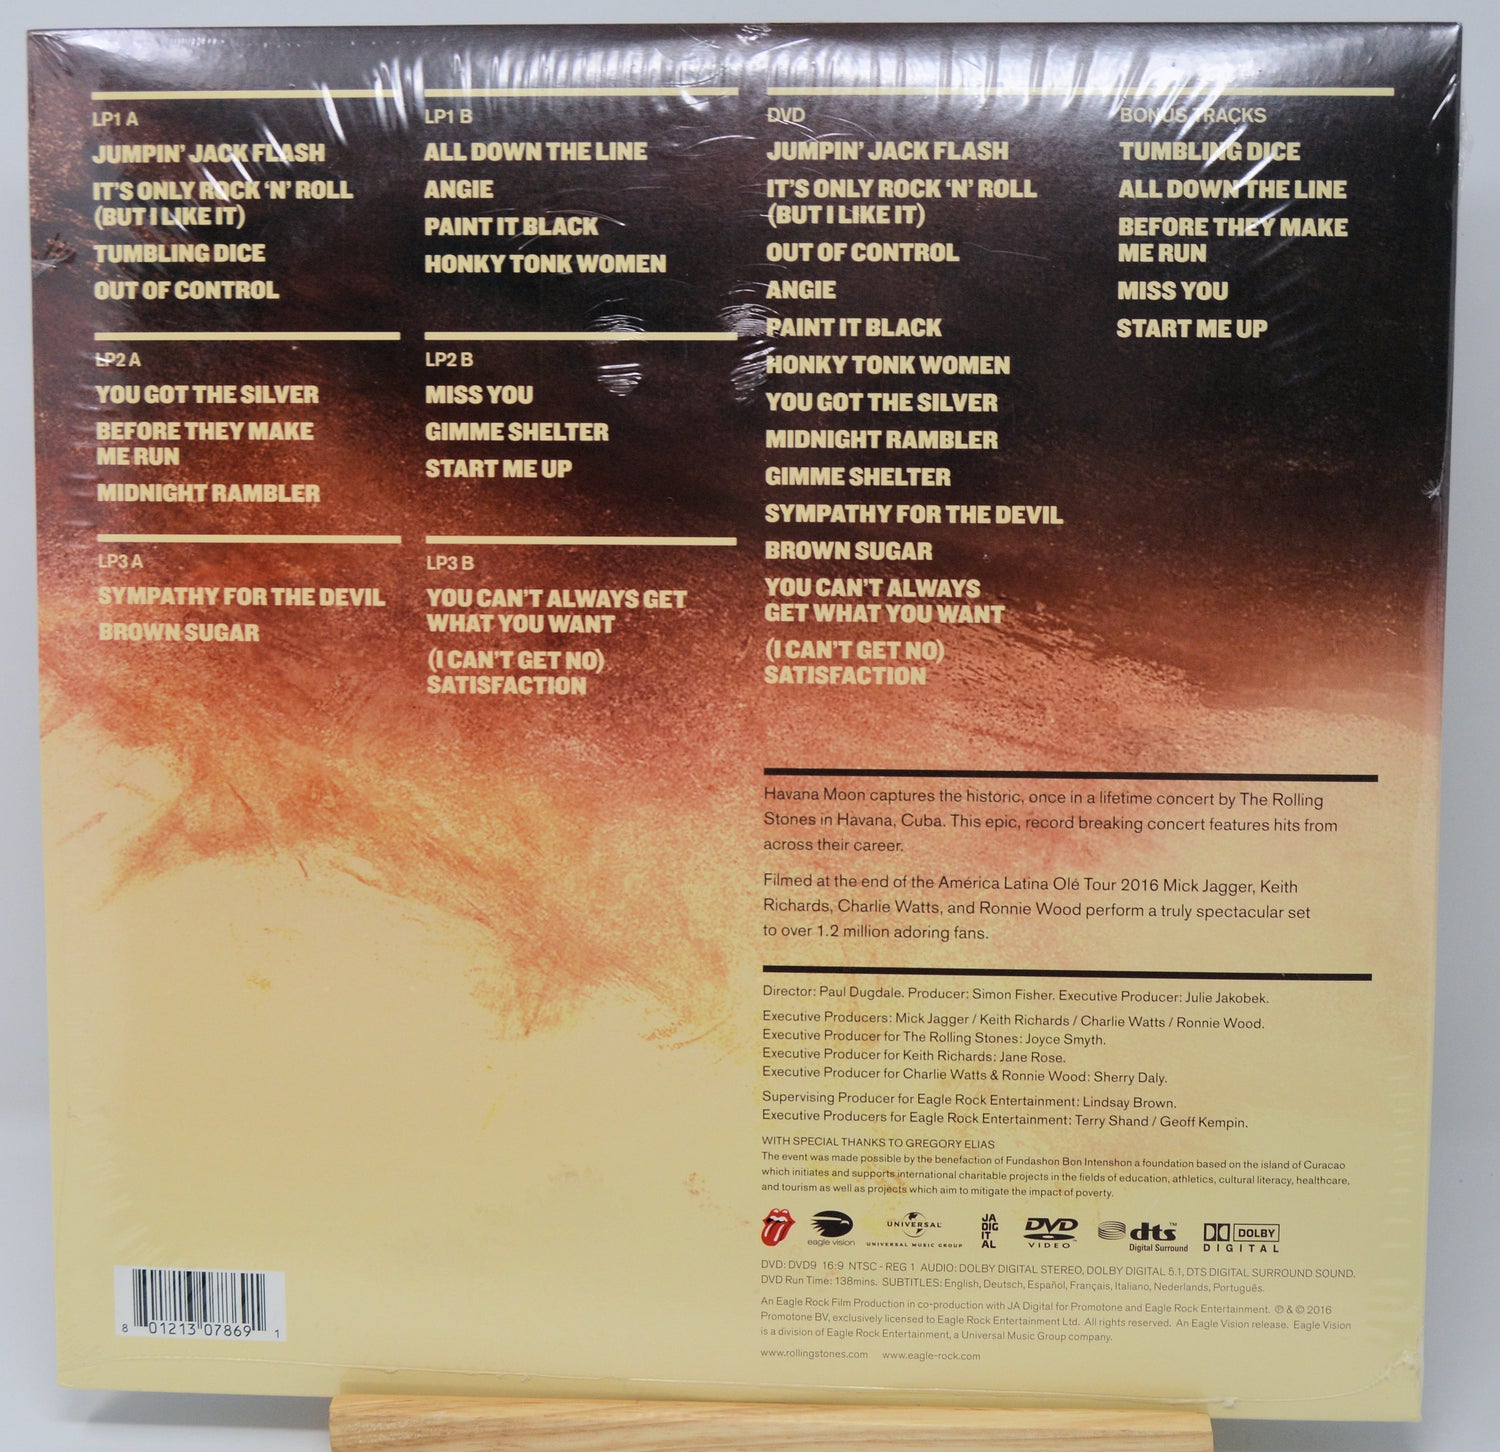 LP1 A
JUMPIN' JACK FLASH
IT'S ONLY ROCK 'N' ROLL
(BUT I LIKE IT)
TUMBLING DICE
OUT OF CONTROL
LP1 B
ALL DOWN THE LINE
ANGIE
PAINT IT BLACK
HONKY TONK WOMEN
LP2 A
YOU GOT THE SILVER
BEFORE THEY MAKE
ME RUN
MIDNIGHT RAMBLER
LP2 B
MISS YOU
GIMME SHELTER
START ME UP
LP3 A
SYMPATHY FOR THE DEVIL
BROWN SUGAR
LP3 B
YOU CAN'T ALWAYS GET
WHAT YOU WANT
(I CAN'T GET NO)
SATISFACTION
DVD
JUMPIN' JACK FLASH
IT'S ONLY ROCK 'N' ROLL
(BUT I LIKE IT)
OUT OF CONTROL
ANGIE
PAINT IT BLACK
HONKY TONK WOMEN
YOU GOT THE SILVER
MIDNIGHT RAMBLER
GIMME SHELTER
SYMPATHY FOR THE DEVIL
BROWN SUGAR
YOU CAN'T ALWAYS
GET WHAT YOU WANT
(I CAN'T GET NO)
SATISFACTION
BONUS TRACKS
TUMBLING DICE
ALL DOWN THE LINE
BEFORE THEY MAKE
ME RUN
MISS YOU
START ME UP
Havana Moon captures the historic, once in a lifetime concert by The Rolling
Stones in Havana, Cuba. This epic, record breaking concert features hits from
across their career.
Filmed at the end of the América Latina Olé Tour 2016 Mick Jagger, Keith
Richards, Charlie Watts, and Ronnie Wood perform a truly spectacular set
to over 1.2 million adoring fans.
Director: Paul Dugdale. Producer: Simon Fisher. Executive Producer: Julie Jakobek.
Executive Producers: Mick Jagger / Keith Richards / Charlie Watts / Ronnie Wood.
Executive Producer for The Rolling Stones: Joyce Smyth.
Executive Producer for Keith Richards: Jane Rose.
Executive Producer for Charlie Watts & Ronnie Wood: Sherry Daly.
Supervising Producer for Eagle Rock Entertainment: Lindsay Brown.
Executive Producers for Eagle Rock Entertainment: Terry Shand / Geoff Kempin.
WITH SPECIAL THANKS TO GREGORY ELIAS
The event was made possible by the benefaction of Fundashon Bon Intenshon a foundation based on the island of Curacao
which initiates and supports international charitable projects in the fields of education, athletics, cultural literacy, healthcare,
and tourism as well as projects which aim to mitigate the impact of poverty.
eagle vision
UNIVERSAL
UNIVERSAL MUSIC GROUP
JA
DIG
IT
AL
DVD
VIDEO
dts™
Digital Surround
DOLBY
DIGITAL
DVD: DVD9 16:9 NTSC - REG 1 AUDIO: DOLBY DIGITAL STEREO, DOLBY DIGITAL 5.1, DTS DIGITAL SURROUND SOUND.
DVD Run Time: 138mins. SUBTITLES: English, Deutsch, Español, Français, Italiano, Nederlands, Português.
An Eagle Rock Film Production in co-production with JA Digital for Promotone and Eagle Rock Entertainment. ℗ & © 2016
Promotone BV, exclusively licensed to Eagle Rock Entertainment Ltd. All rights reserved. An Eagle Vision release. Eagle Vision
is a division of Eagle Rock Entertainment, a Universal Music Group company.
www.rollingstones.com www.eagle-rock.com
8 01213 07869 1